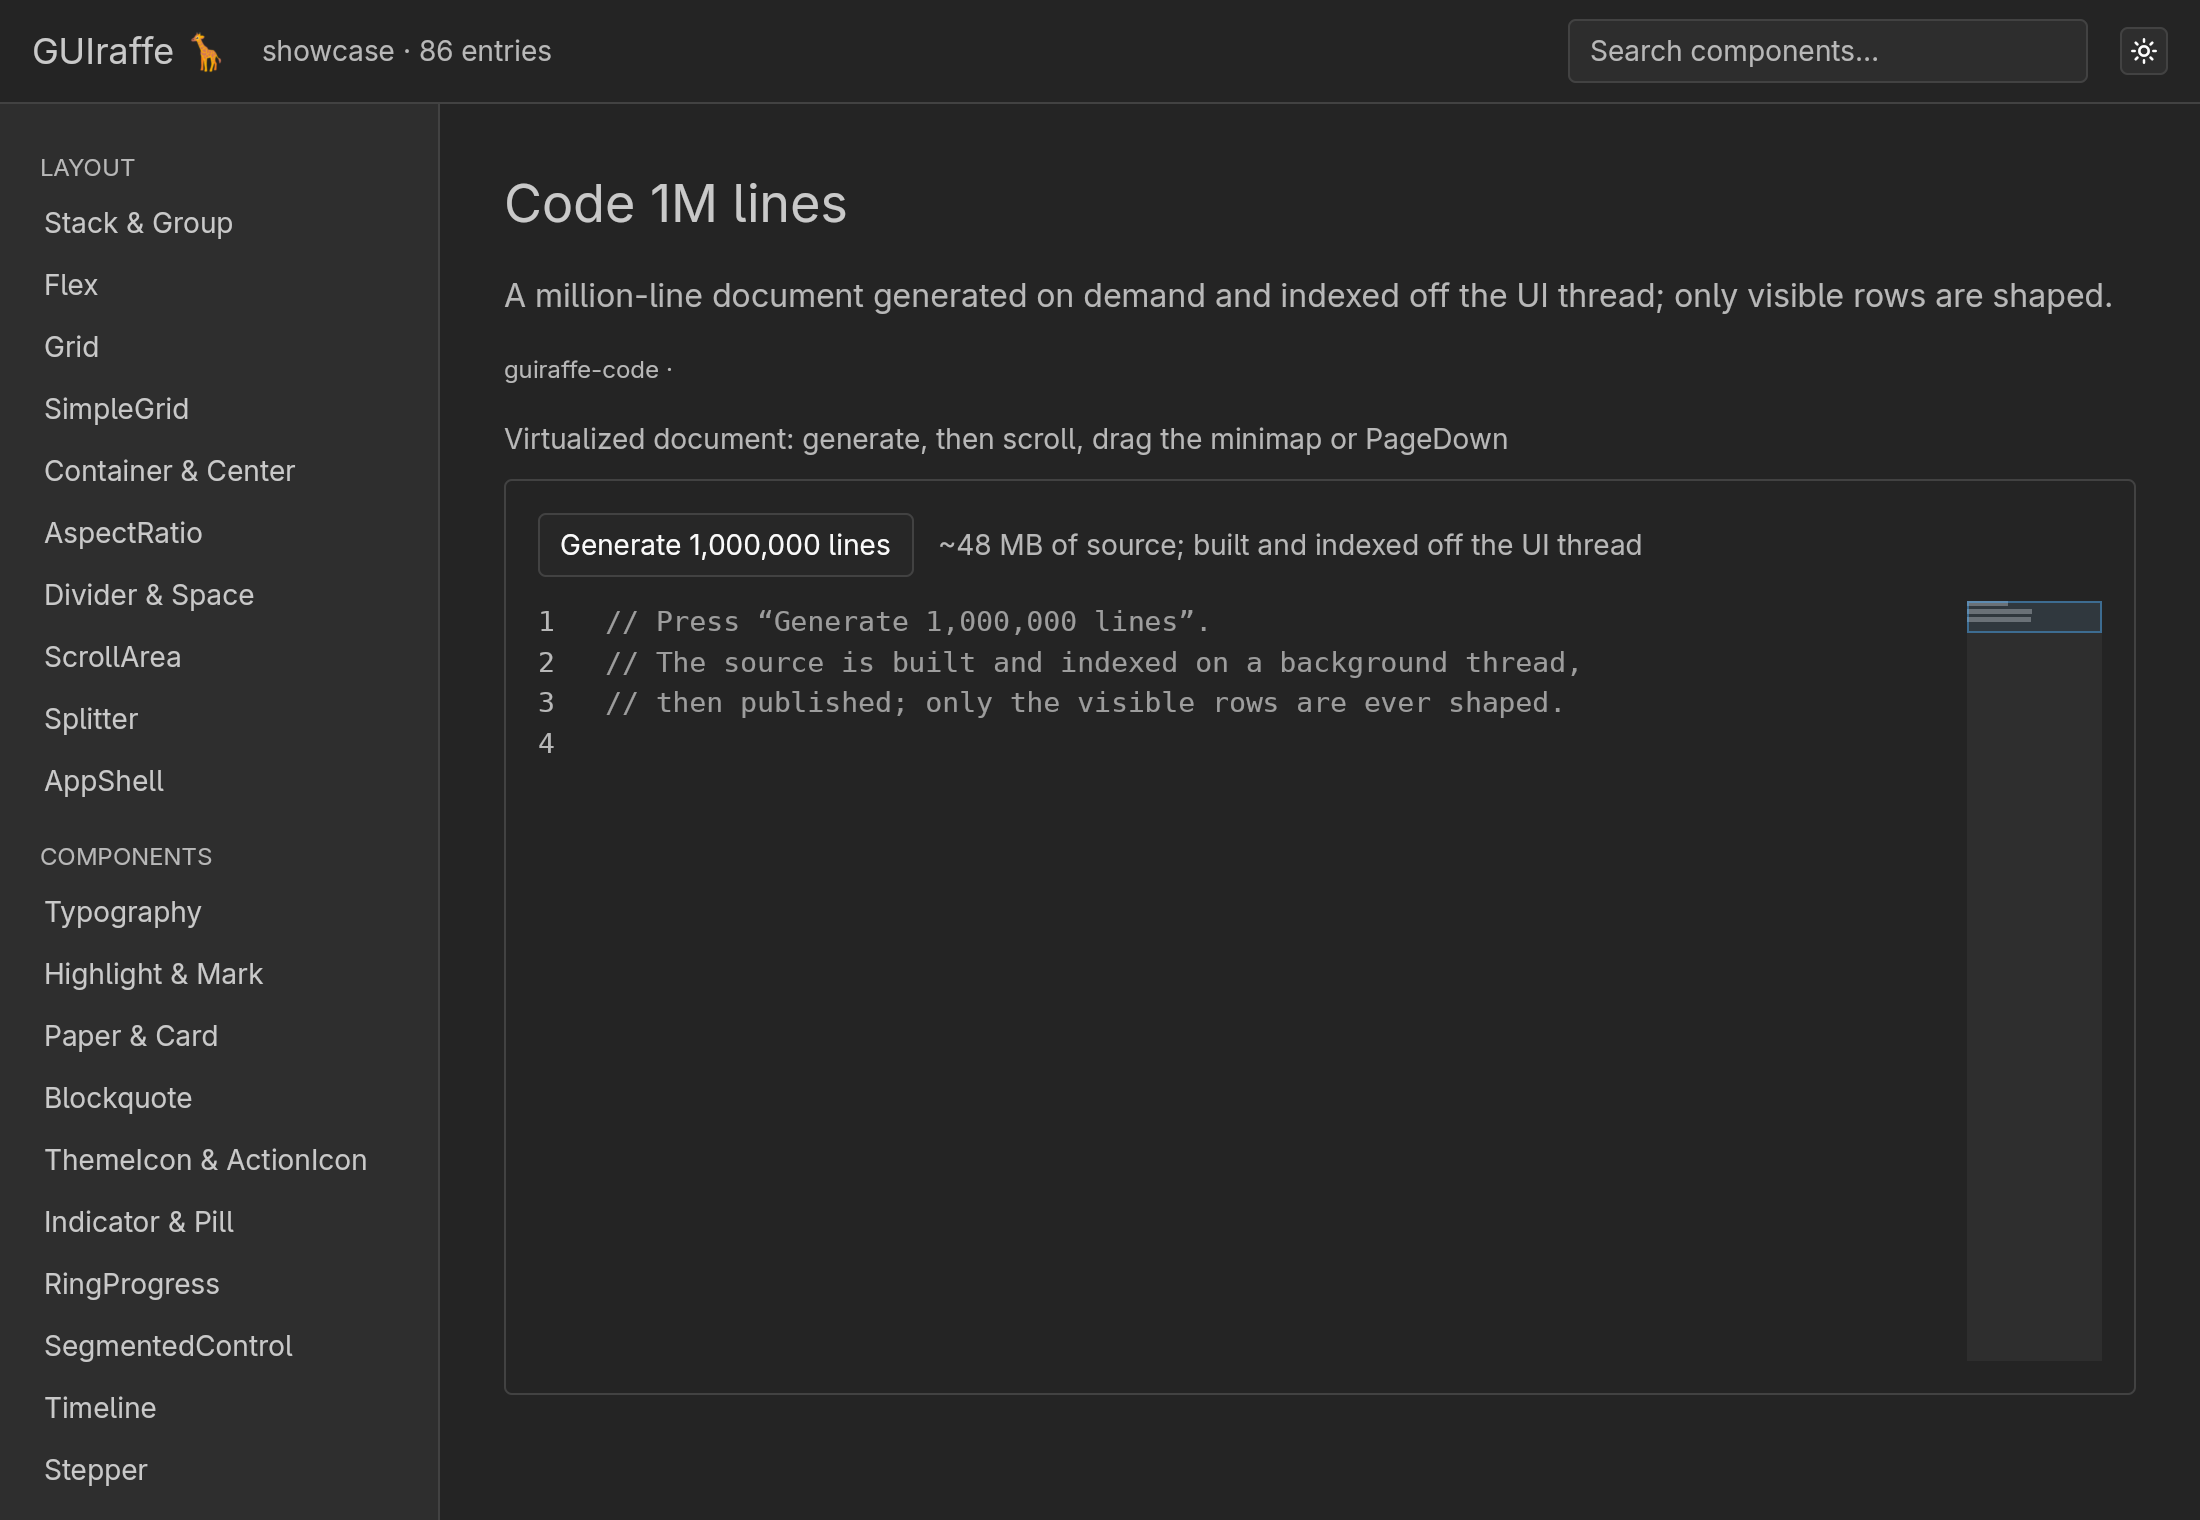 GUIraffe 🦒 showcase · 86 entries
Search components...
LAYOUT
Stack & Group
Flex
Grid
SimpleGrid
Container & Center
AspectRatio
Divider & Space
ScrollArea
Splitter
AppShell
COMPONENTS
Typography
Highlight & Mark
Paper & Card
Blockquote
ThemeIcon & ActionIcon
Indicator & Pill
RingProgress
SegmentedControl
Timeline
Stepper
Code 1M lines
A million-line document generated on demand and indexed off the UI thread; only visible rows are shaped.
guiraffe-code ·
Virtualized document: generate, then scroll, drag the minimap or PageDown
Generate 1,000,000 lines ~48 MB of source; built and indexed off the UI thread
1 // Press “Generate 1,000,000 lines”.
2 // The source is built and indexed on a background thread,
3 // then published; only the visible rows are ever shaped.
4